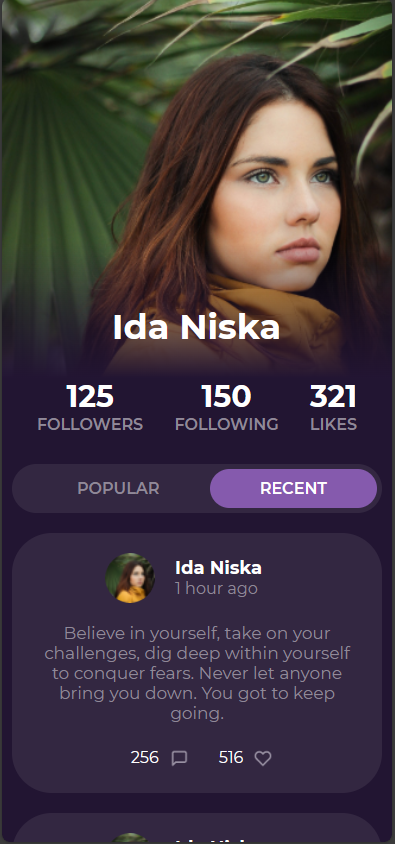 Ida Niska
125 150 321
FOLLOWERS FOLLOWING LIKES
POPULAR RECENT
Ida Niska
1 hour ago
Believe in yourself, take on your
challenges, dig deep within yourself
to conquer fears. Never let anyone
bring you down. You got to keep
going.
256 516